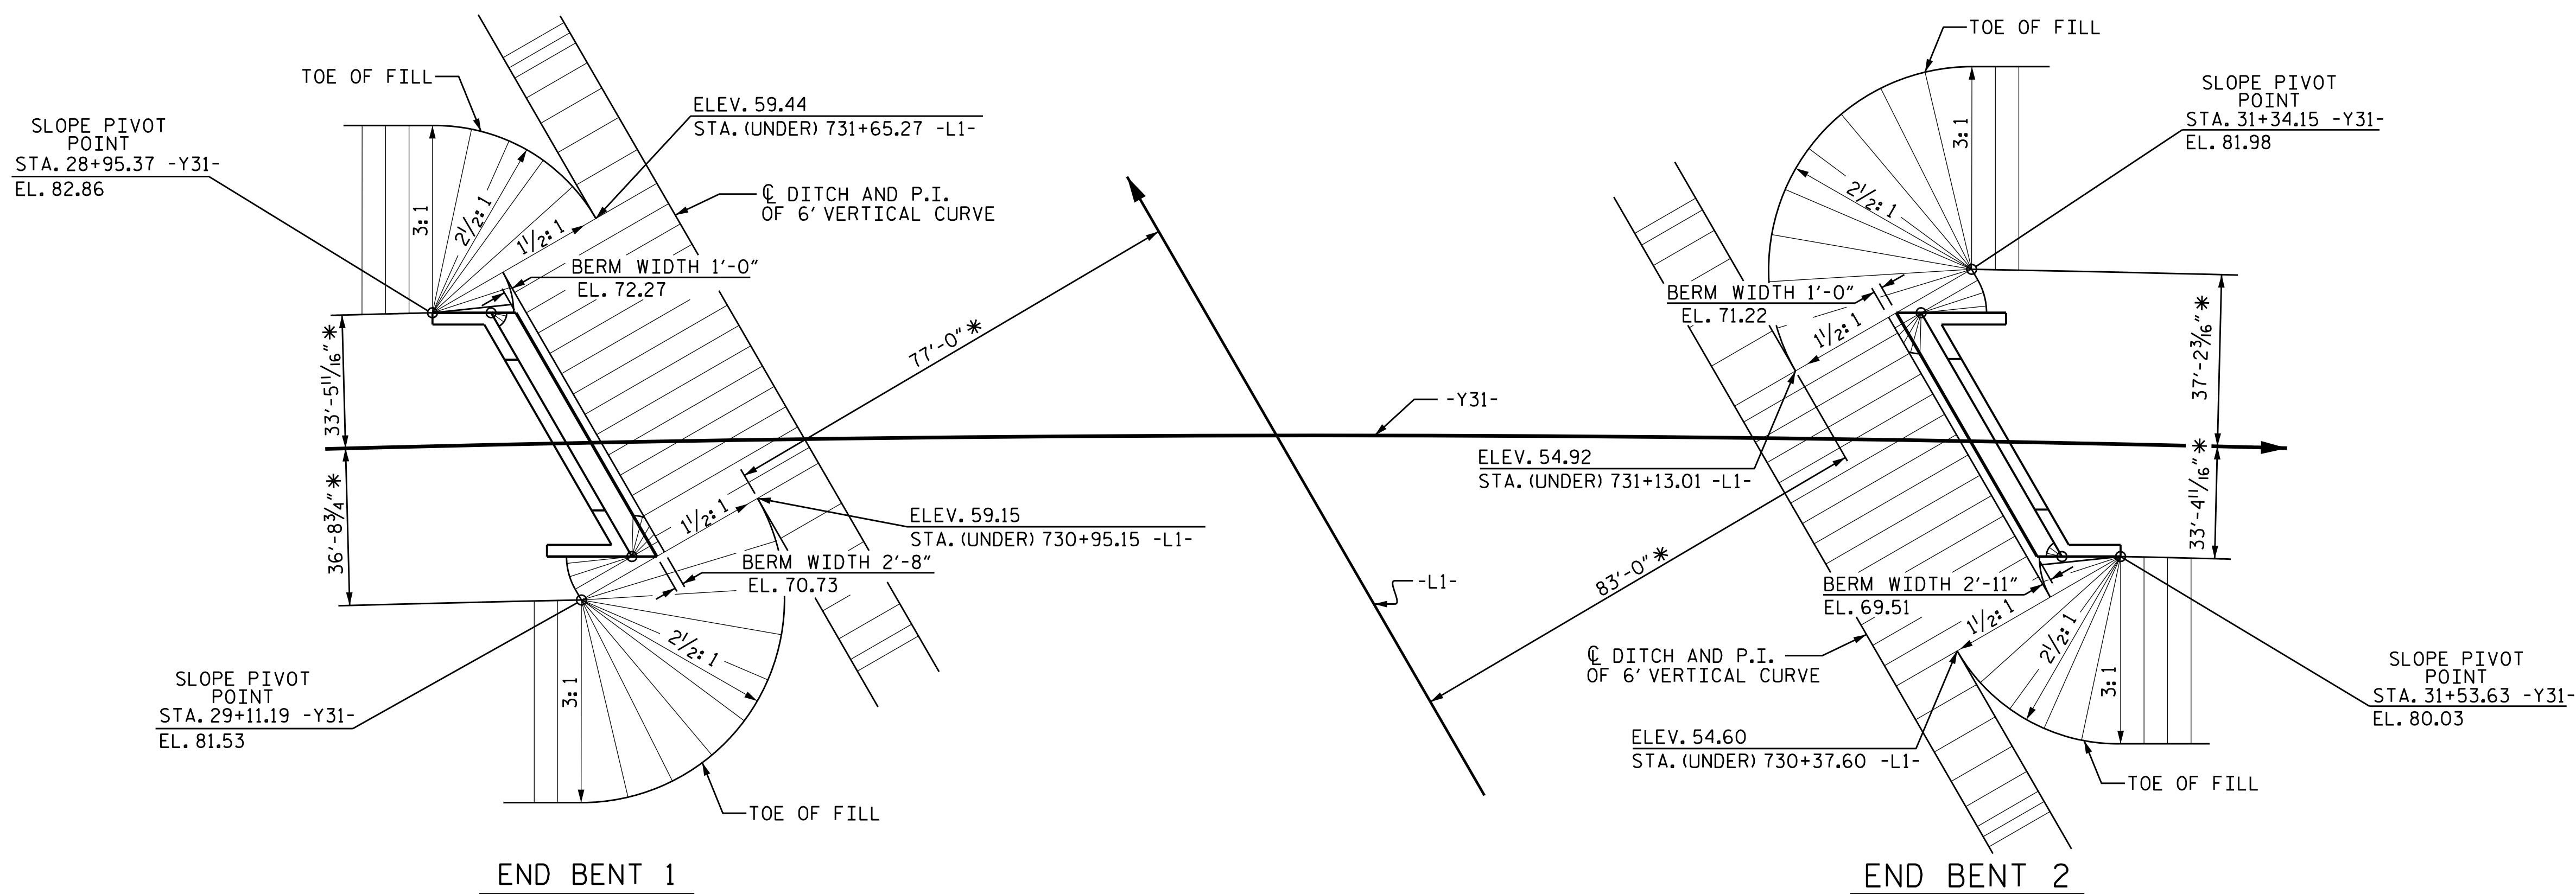 TOE OF FILL
SLOPE PIVOT
POINT
STA. 28+95.37 -Y31-
EL. 82.86
3:1
2½:1
1½:1
ELEV. 59.44
STA. (UNDER) 731+65.27 -L1-
℄ DITCH AND P.I.
OF 6' VERTICAL CURVE
BERM WIDTH 1'-0"
EL. 72.27
33'-5 11/16" *
36'-8 3/4" *
77'-0" *
1½:1
ELEV. 59.15
STA. (UNDER) 730+95.15 -L1-
BERM WIDTH 2'-8"
EL. 70.73
2½:1
3:1
SLOPE PIVOT
POINT
STA. 29+11.19 -Y31-
EL. 81.53
TOE OF FILL
END BENT 1
-Y31-
-L1-
TOE OF FILL
SLOPE PIVOT
POINT
STA. 31+34.15 -Y31-
EL. 81.98
3:1
2½:1
BERM WIDTH 1'-0"
EL. 71.22
1½:1
37'-2 3/16" *
*
33'-4 11/16" *
ELEV. 54.92
STA. (UNDER) 731+13.01 -L1-
83'-0" *
BERM WIDTH 2'-11"
EL. 69.51
1½:1
2½:1
3:1
℄ DITCH AND P.I.
OF 6' VERTICAL CURVE
ELEV. 54.60
STA. (UNDER) 730+37.60 -L1-
SLOPE PIVOT
POINT
STA. 31+53.63 -Y31-
EL. 80.03
TOE OF FILL
END BENT 2